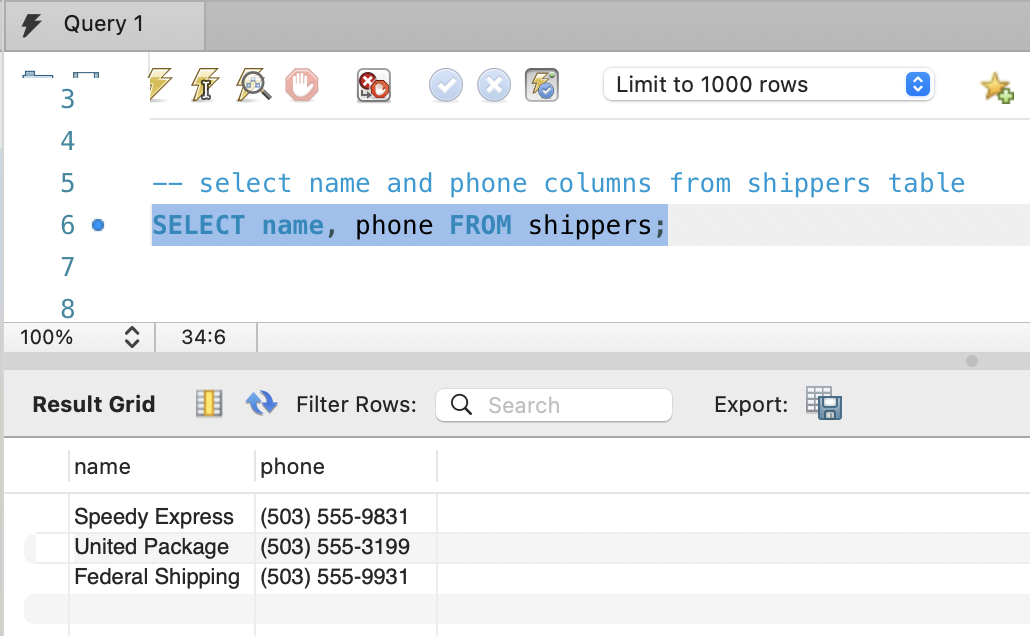 Query 1
Limit to 1000 rows
3
4
5 -- select name and phone columns from shippers table
6 SELECT name, phone FROM shippers;
7
8
100% 34:6
Result Grid Filter Rows: Search Export:
name phone
Speedy Express (503) 555-9831
United Package (503) 555-3199
Federal Shipping (503) 555-9931